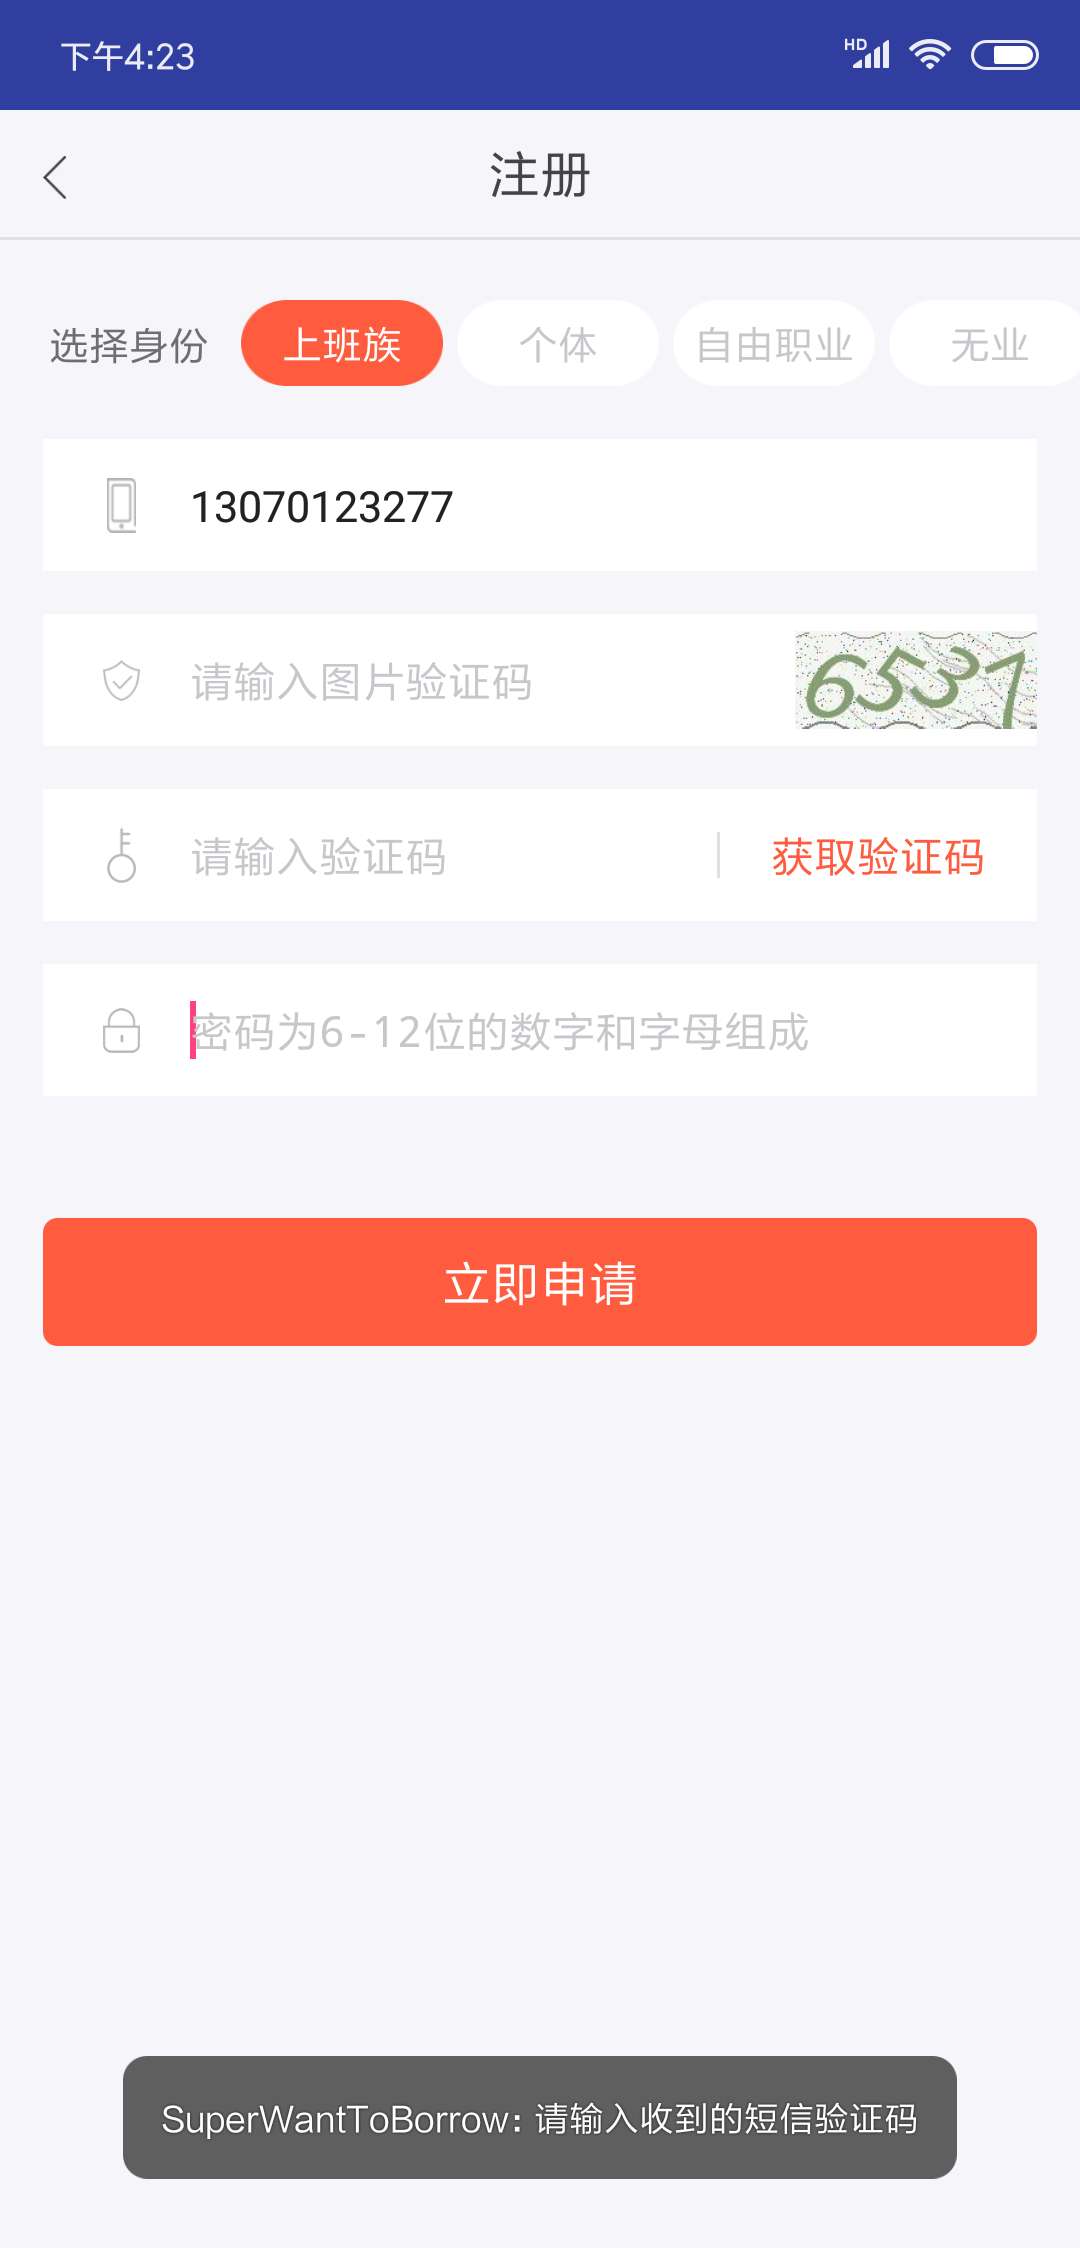 下午4:23
HD
注册
选择身份 上班族 个体 自由职业 无业
13070123277
请输入图片验证码 6537
请输入验证码 获取验证码
密码为6-12位的数字和字母组成
立即申请
SuperWantToBorrow: 请输入收到的短信验证码